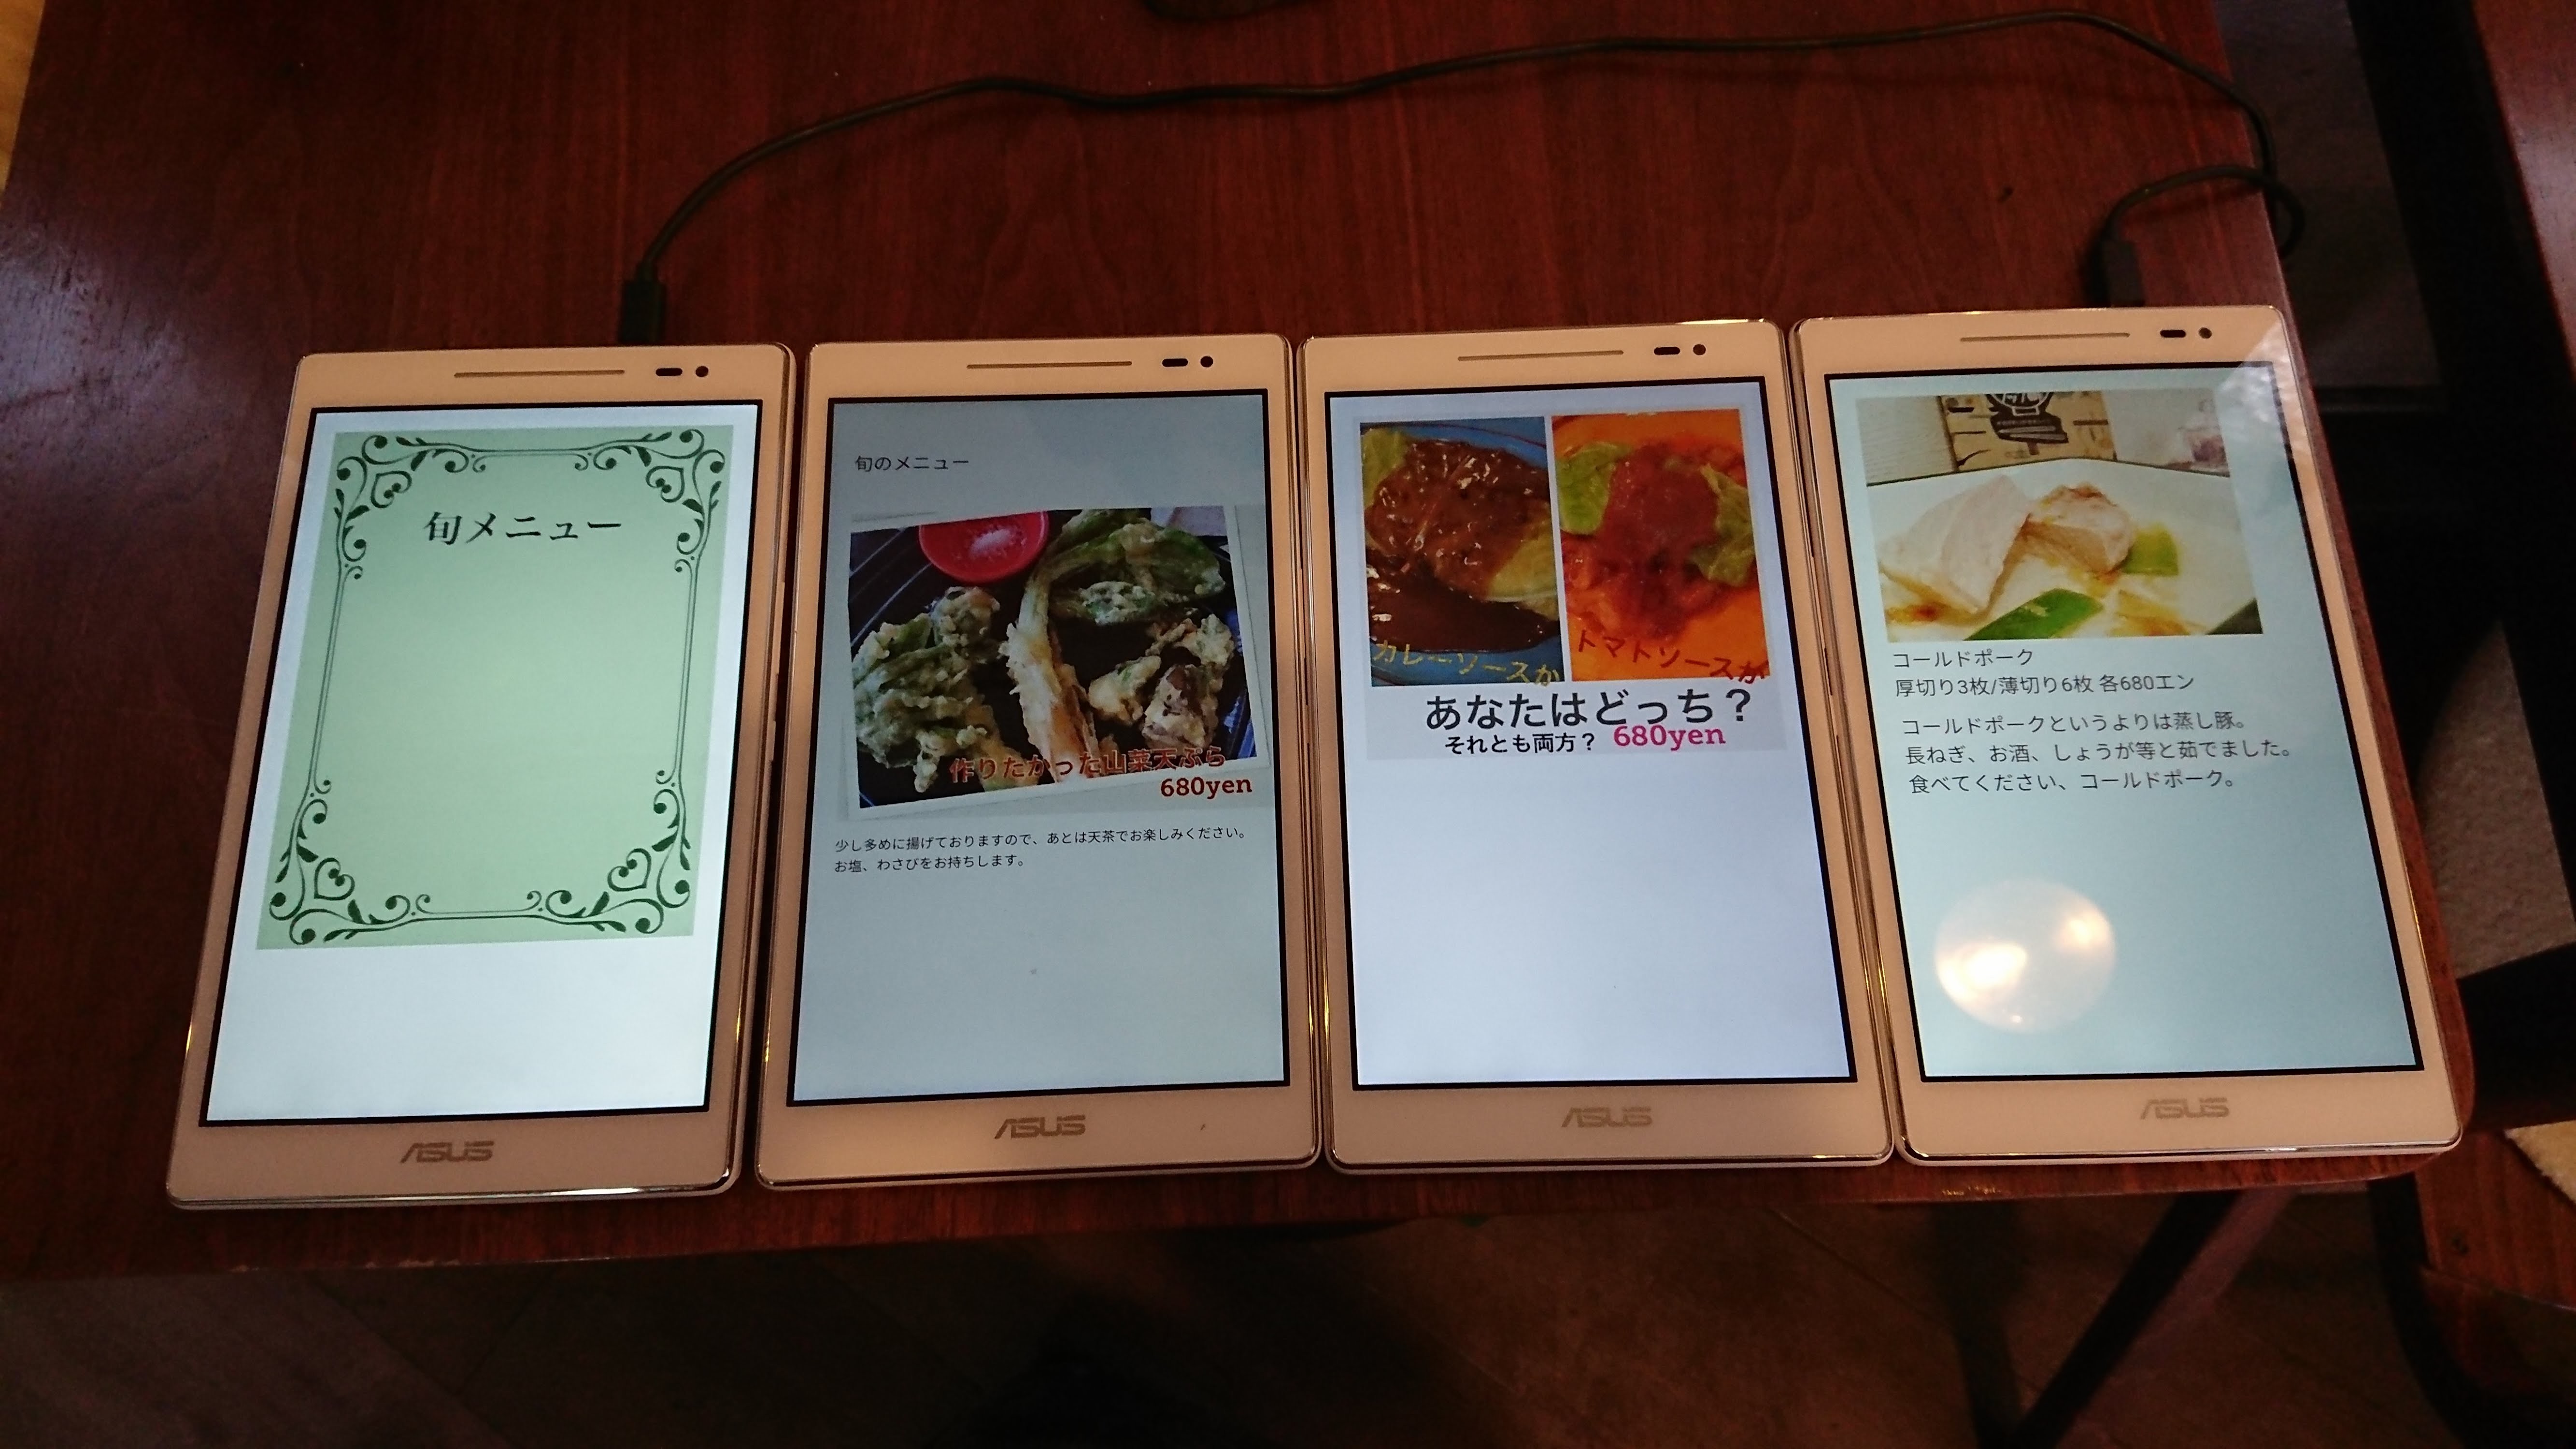 旬メニュー
ASUS
旬のメニュー
作りたかった山菜天ぷら
680yen
少し多めに揚げておりますので、あとは天茶でお楽しみください。
お塩、わさびをお持ちします。
ASUS
カレーソースか
トマトソースか
あなたはどっち？
それとも両方？ 680yen
ASUS
コールドポーク
厚切り3枚/薄切り6枚 各680エン
コールドポークというよりは蒸し豚。
長ねぎ、お酒、しょうが等と茹でました。
食べてください、コールドポーク。
ASUS